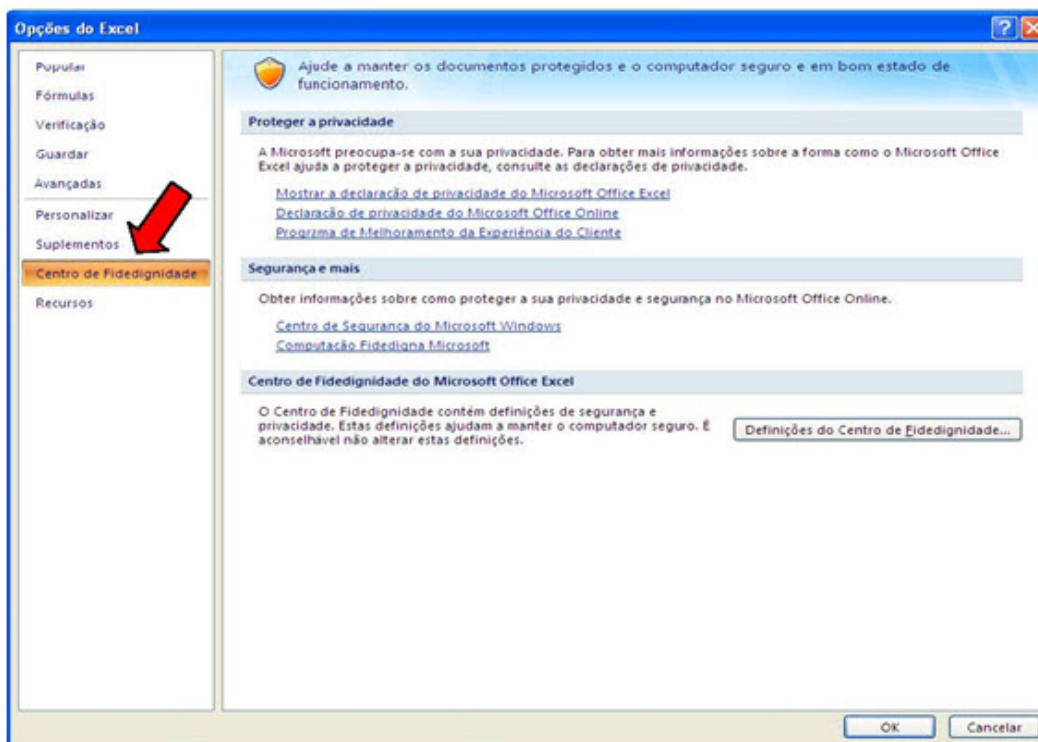 Opções do Excel
Popular
Fórmulas
Verificação
Guardar
Avançadas
Personalizar
Suplementos
Centro de Fidedignidade
Recursos
Ajude a manter os documentos protegidos e o computador seguro e em bom estado de
funcionamento.
Proteger a privacidade
A Microsoft preocupa-se com a sua privacidade. Para obter mais informações sobre a forma como o Microsoft Office
Excel ajuda a proteger a privacidade, consulte as declarações de privacidade.
Mostrar a declaração de privacidade do Microsoft Office Excel
Declaração de privacidade do Microsoft Office Online
Programa de Melhoramento da Experiência do Cliente
Segurança e mais
Obter informações sobre como proteger a sua privacidade e segurança no Microsoft Office Online.
Centro de Segurança do Microsoft Windows
Computação Fidedigna Microsoft
Centro de Fidedignidade do Microsoft Office Excel
O Centro de Fidedignidade contém definições de segurança e
privacidade. Estas definições ajudam a manter o computador seguro. É
aconselhável não alterar estas definições.
Definições do Centro de Fidedignidade...
OK
Cancelar